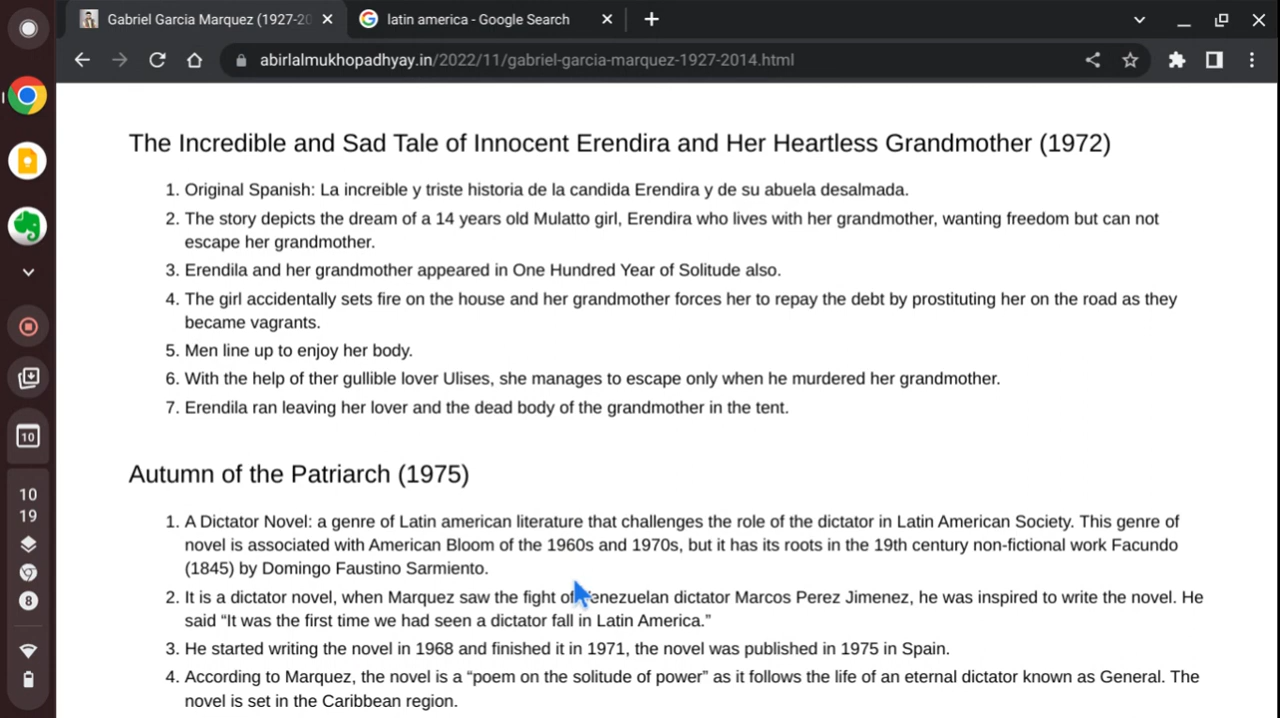 Gabriel Garcia Marquez (1927-20
latin america - Google Search
abirlalmukhopadhyay.in/2022/11/gabriel-garcia-marquez-1927-2014.html
The Incredible and Sad Tale of Innocent Erendira and Her Heartless Grandmother (1972)
1. Original Spanish: La increible y triste historia de la candida Erendira y de su abuela desalmada.
2. The story depicts the dream of a 14 years old Mulatto girl, Erendira who lives with her grandmother, wanting freedom but can not
escape her grandmother.
3. Erendila and her grandmother appeared in One Hundred Year of Solitude also.
4. The girl accidentally sets fire on the house and her grandmother forces her to repay the debt by prostituting her on the road as they
became vagrants.
5. Men line up to enjoy her body.
6. With the help of ther gullible lover Ulises, she manages to escape only when he murdered her grandmother.
7. Erendila ran leaving her lover and the dead body of the grandmother in the tent.
Autumn of the Patriarch (1975)
1. A Dictator Novel: a genre of Latin american literature that challenges the role of the dictator in Latin American Society. This genre of
novel is associated with American Bloom of the 1960s and 1970s, but it has its roots in the 19th century non-fictional work Facundo
(1845) by Domingo Faustino Sarmiento.
2. It is a dictator novel, when Marquez saw the fight of Venezuelan dictator Marcos Perez Jimenez, he was inspired to write the novel. He
said “It was the first time we had seen a dictator fall in Latin America.”
3. He started writing the novel in 1968 and finished it in 1971, the novel was published in 1975 in Spain.
4. According to Marquez, the novel is a “poem on the solitude of power” as it follows the life of an eternal dictator known as General. The
novel is set in the Caribbean region.
10
10
19
8